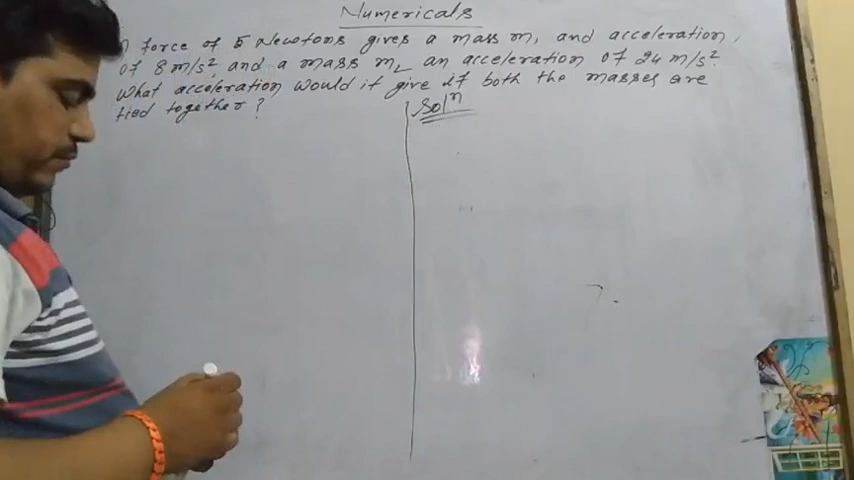 Numericals
force of 5 Newtons gives a mass m, and acceleration,
of 8 m/s², and a mass m2 an acceleration of 24 m/s².
What acceleration would it give if both the masses are
tied together ?
Solⁿ